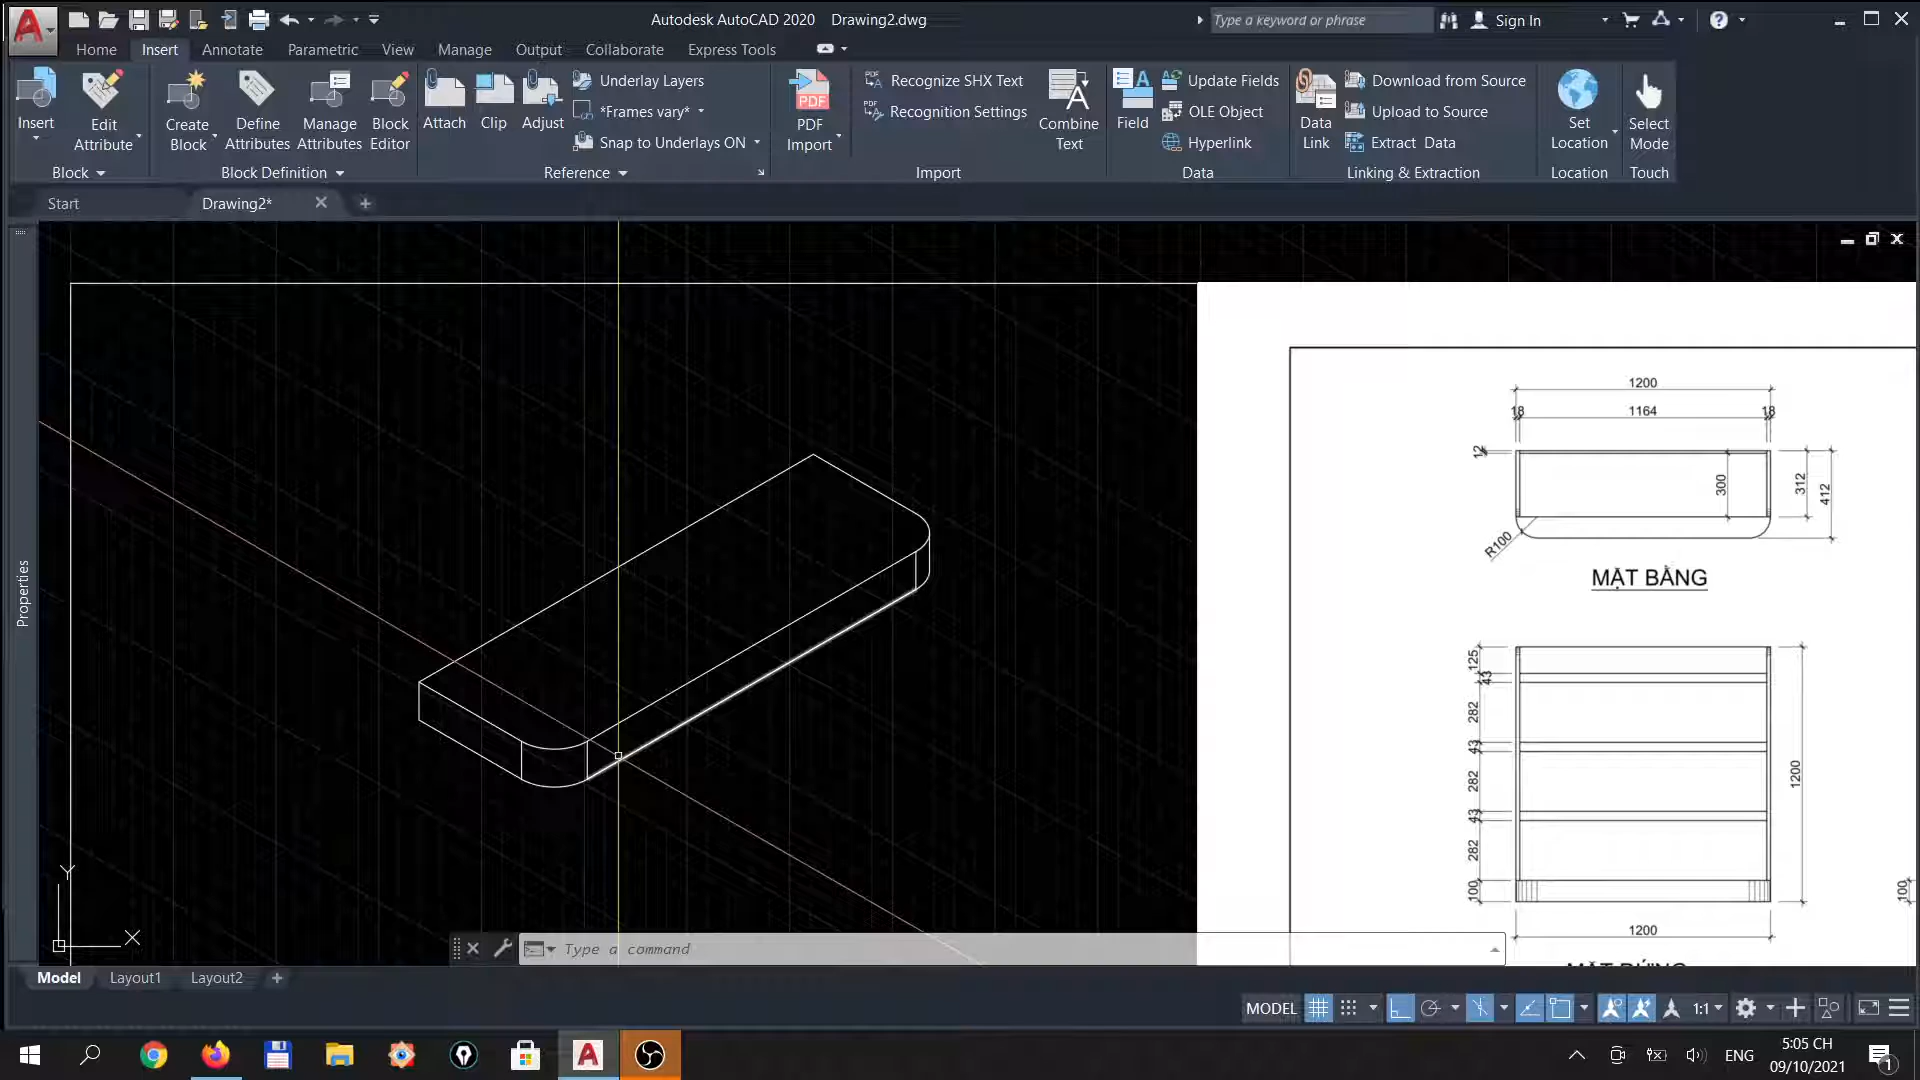 Autodesk AutoCAD 2020 Drawing2.dwg
Type a keyword or phrase
Sign In
Home Insert Annotate Parametric View Manage Output Collaborate Express Tools
Insert
Edit
Attribute
Block
Create
Block
Define
Attributes
Manage
Attributes
Block
Editor
Block Definition
Attach
Clip
Adjust
Underlay Layers
*Frames vary*
Snap to Underlays ON
Reference
PDF
PDF
Import
Recognize SHX Text
Recognition Settings
Combine
Text
Import
Field
Update Fields
OLE Object
Hyperlink
Data
Data
Link
Download from Source
Upload to Source
Extract Data
Linking & Extraction
Set
Location
Location
Select
Mode
Touch
Start
Drawing2*
Properties
1200
18 1164 18
12
300
312
412
R100
MẶT BẰNG
125
43
282
43
282
43
282
100
1200
100
1200
MẶT ĐỨNG
Y
X
Type a command
Model Layout1 Layout2
MODEL
1:1
ENG
5:05 CH
09/10/2021
1